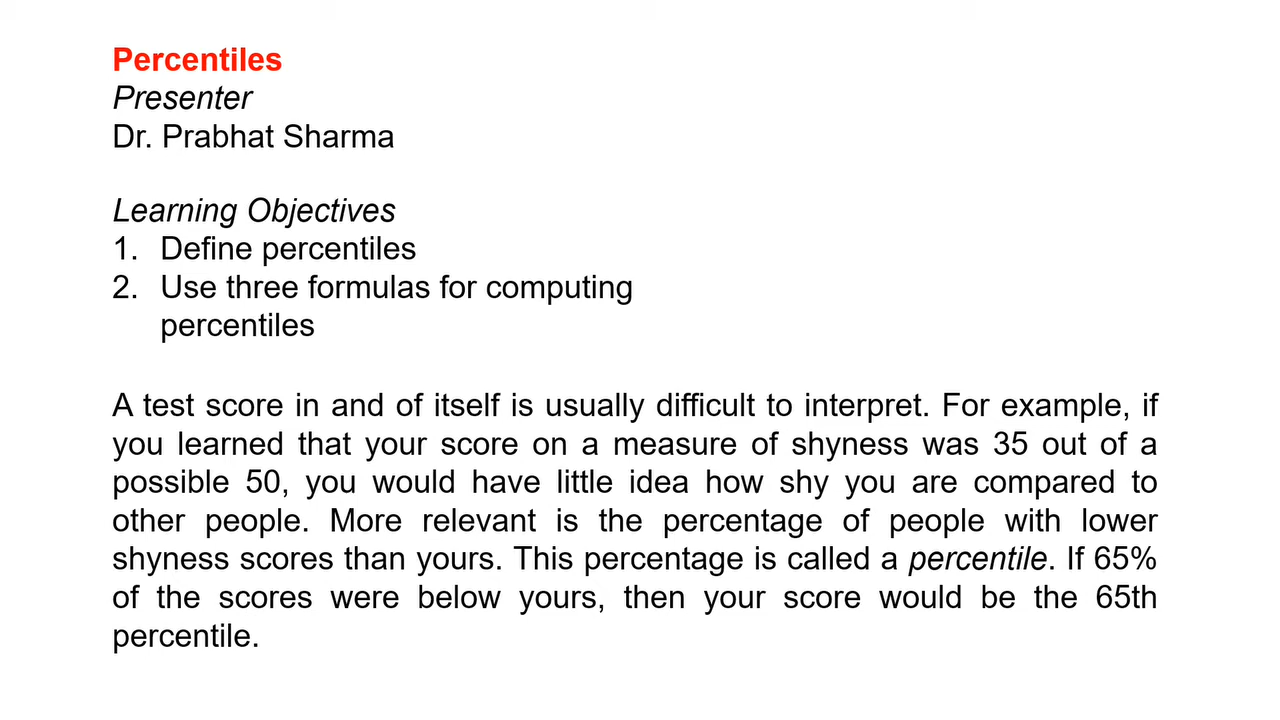 Percentiles
Presenter
Dr. Prabhat Sharma
Learning Objectives
1. Define percentiles
2. Use three formulas for computing
percentiles
A test score in and of itself is usually difficult to interpret. For example, if
you learned that your score on a measure of shyness was 35 out of a
possible 50, you would have little idea how shy you are compared to
other people. More relevant is the percentage of people with lower
shyness scores than yours. This percentage is called a percentile. If 65%
of the scores were below yours, then your score would be the 65th
percentile.